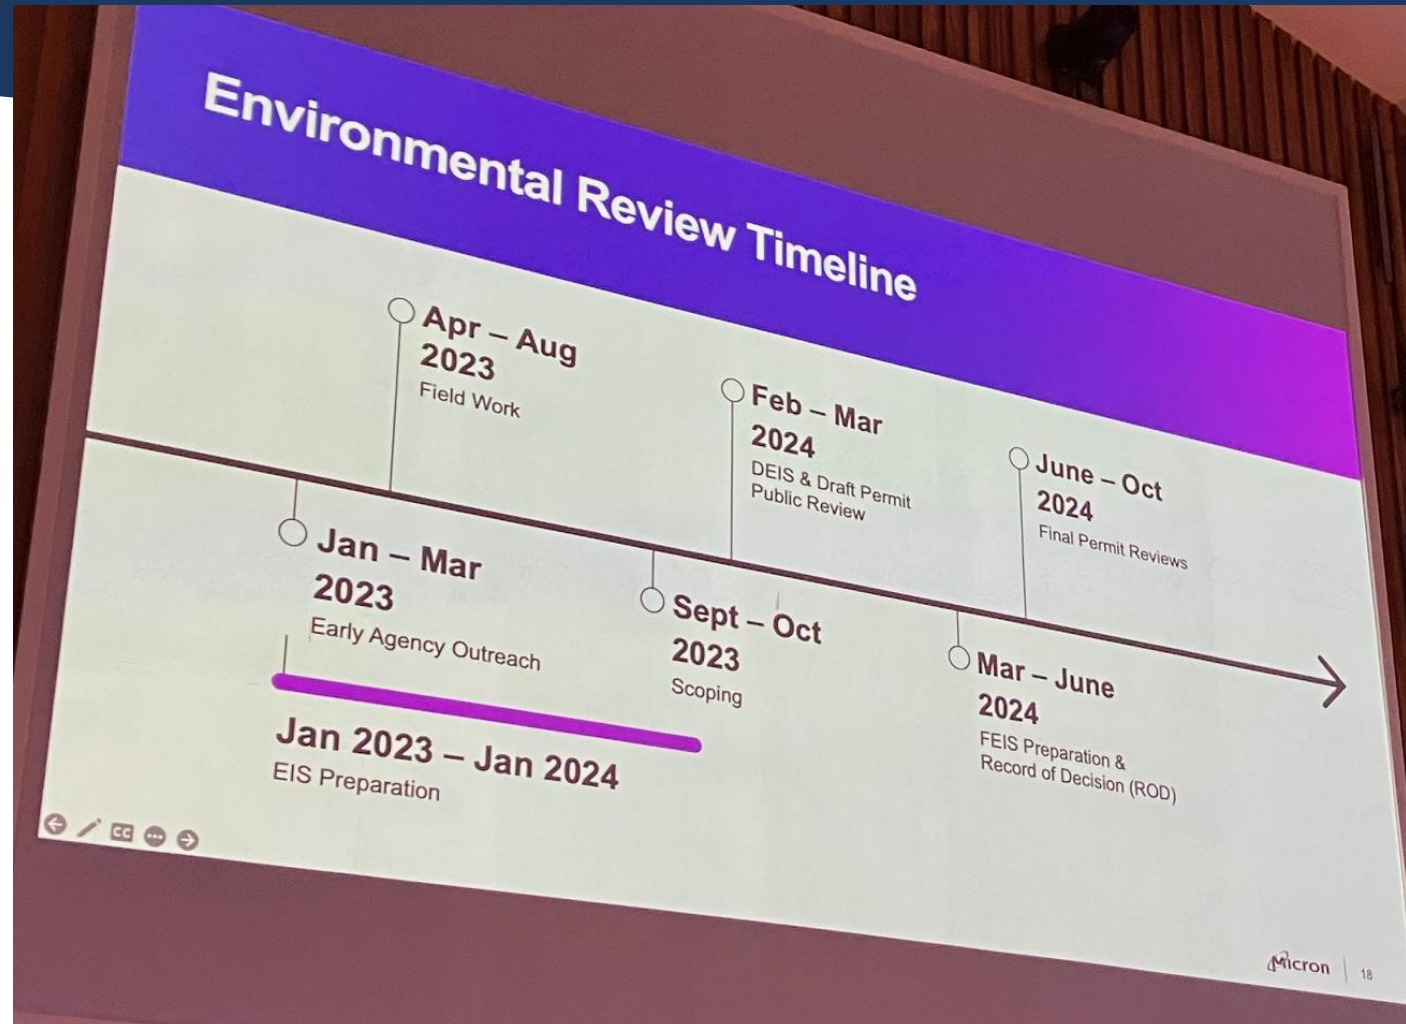 Environmental Review Timeline
Apr – Aug
2023
Field Work
Feb – Mar
2024
DEIS & Draft Permit
Public Review
June – Oct
2024
Final Permit Reviews
Jan – Mar
2023
Early Agency Outreach
Sept – Oct
2023
Scoping
Mar – June
2024
FEIS Preparation &
Record of Decision (ROD)
Jan 2023 – Jan 2024
EIS Preparation
CC
Micron
18